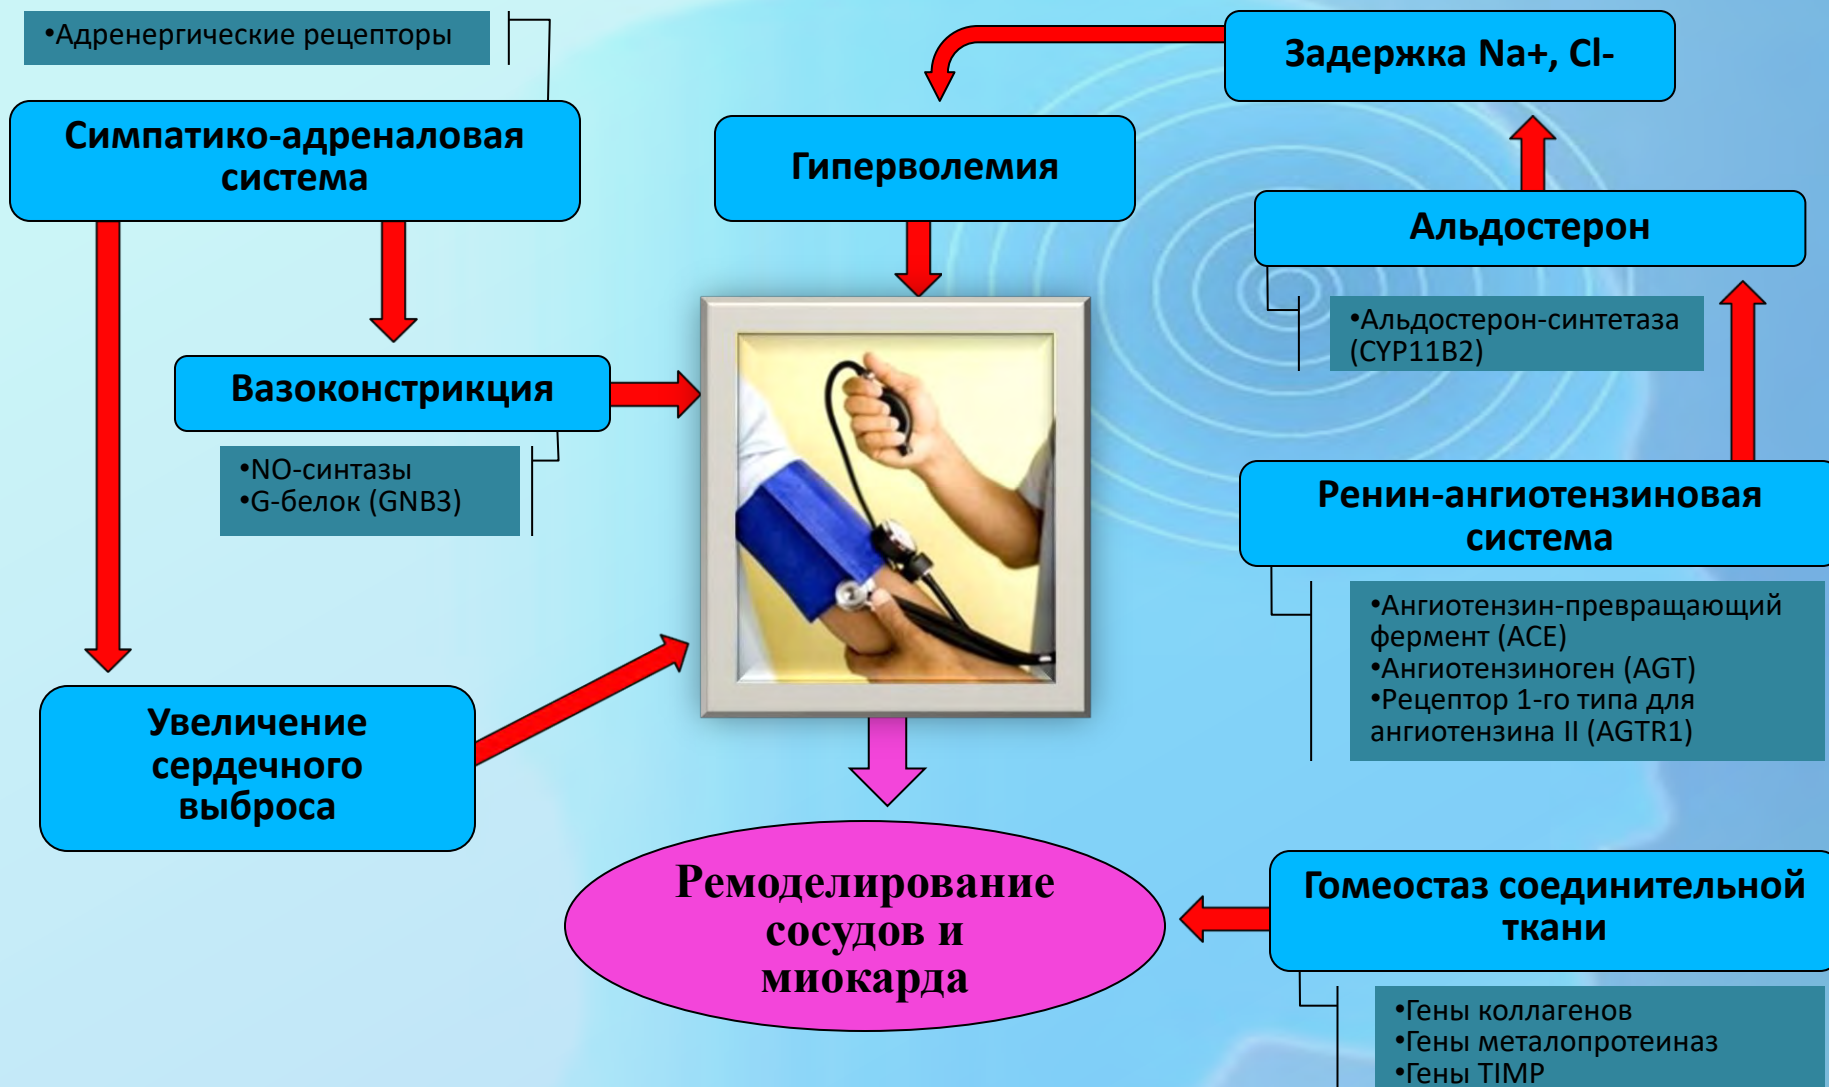 •Адренергические рецепторы
Симпатико-адреналовая
система
Вазоконстрикция
•NO-синтазы
•G-белок (GNB3)
Увеличение
сердечного
выброса
Гиперволемия
Задержка Na+, Cl-
Альдостерон
•Альдостерон-синтетаза
(CYP11B2)
Ренин-ангиотензиновая
система
•Ангиотензин-превращающий
фермент (ACE)
•Ангиотензиноген (AGT)
•Рецептор 1-го типа для
ангиотензина II (AGTR1)
Ремоделирование
сосудов и
миокарда
Гомеостаз соединительной
ткани
•Гены коллагенов
•Гены металопротеиназ
•Гены TIMP